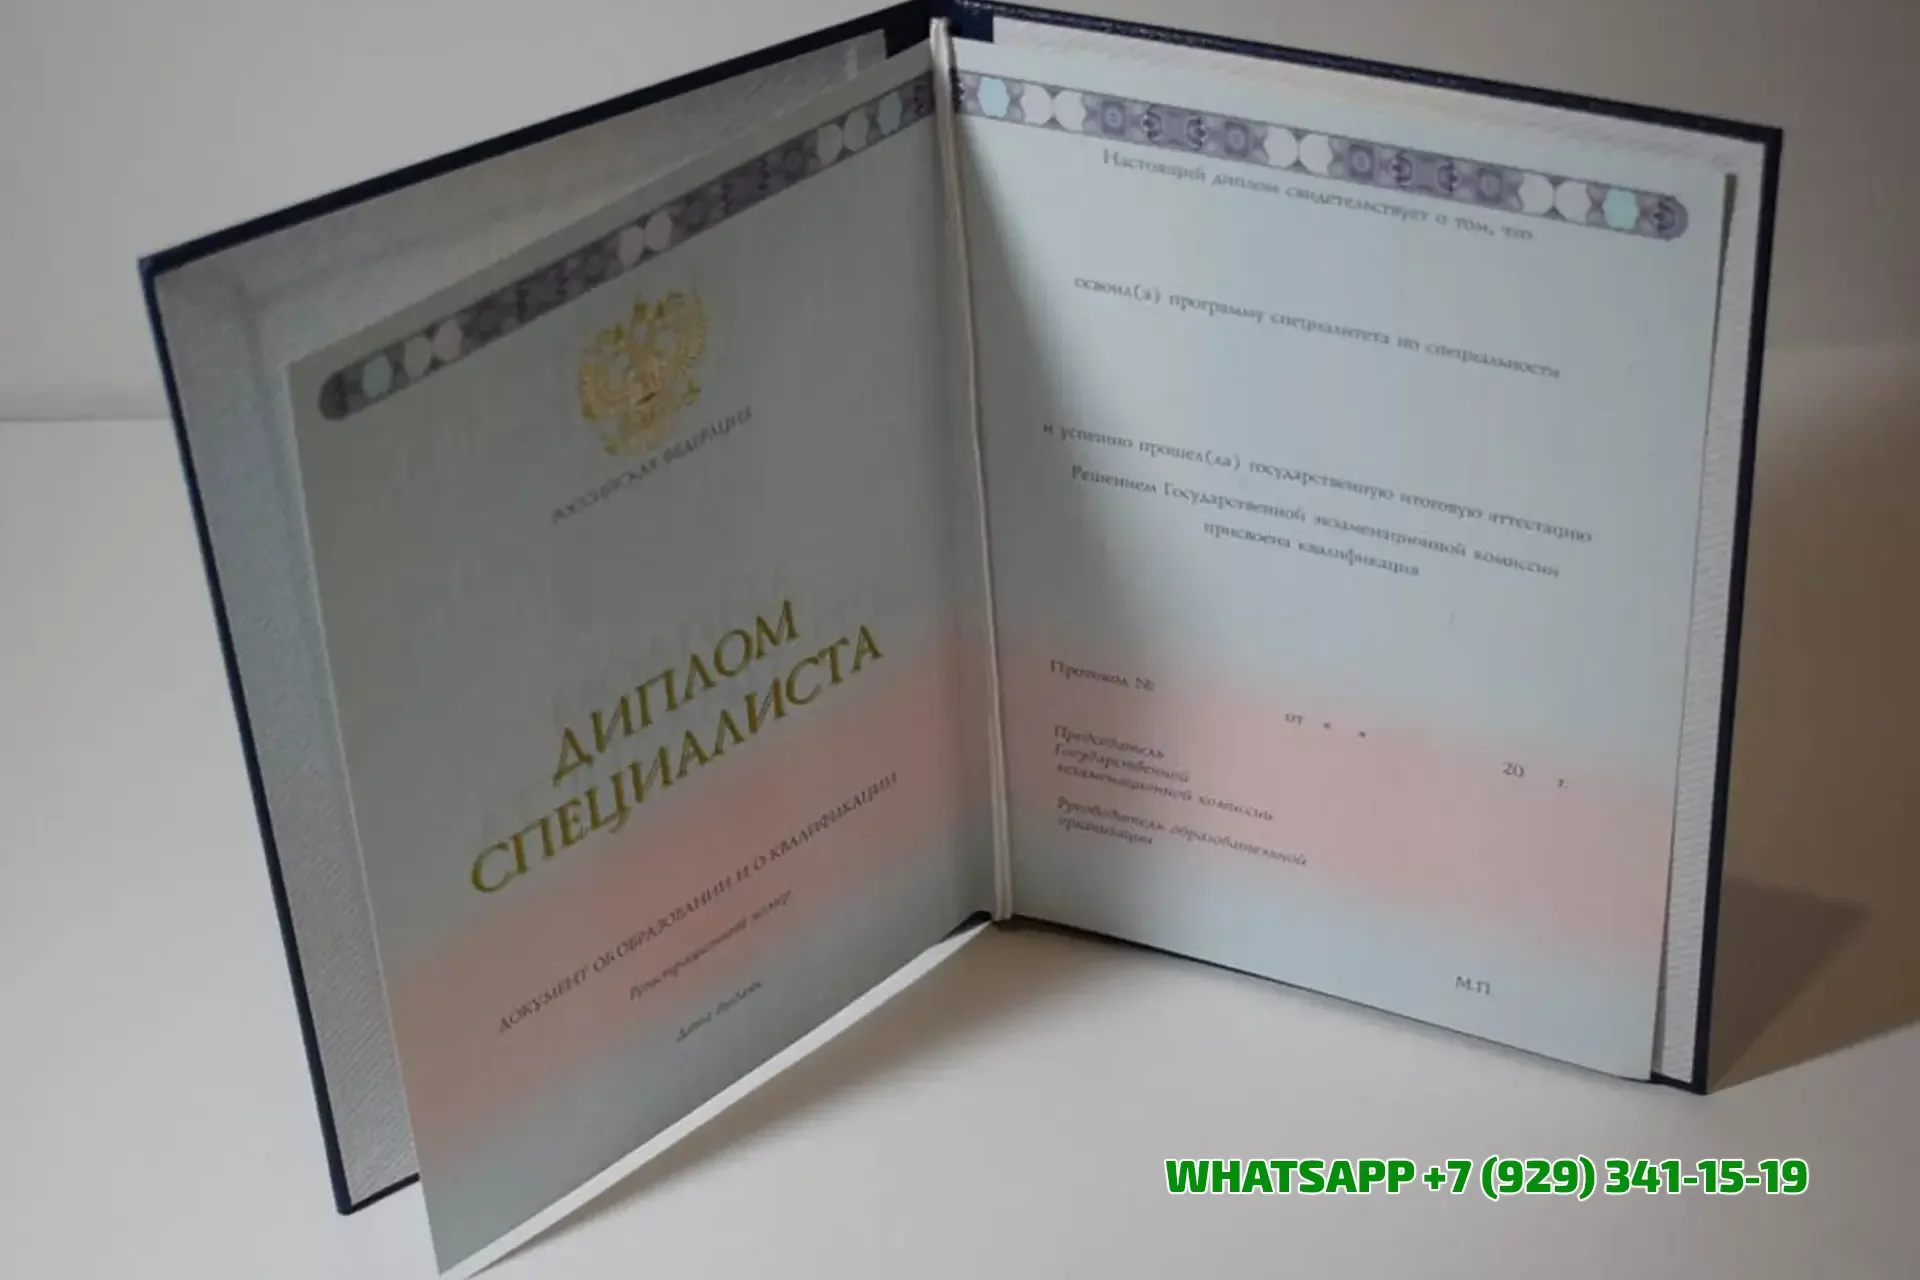 РОССИЙСКАЯ ФЕДЕРАЦИЯ
ДИПЛОМ
СПЕЦИАЛИСТА
ДОКУМЕНТ ОБ ОБРАЗОВАНИИ И О КВАЛИФИКАЦИИ
Регистрационный номер
Дата выдачи
Настоящий диплом свидетельствует о том, что
освоил(а) программу специалитета по специальности
и успешно прошел(ла) государственную итоговую аттестацию
Решением Государственной экзаменационной комиссии
присвоена квалификация
Протокол №
от « »
20 г.
Председатель
Государственной
экзаменационной комиссии
Руководитель образовательной
организации
М.П.
WHATSAPP +7 (929) 341-15-19